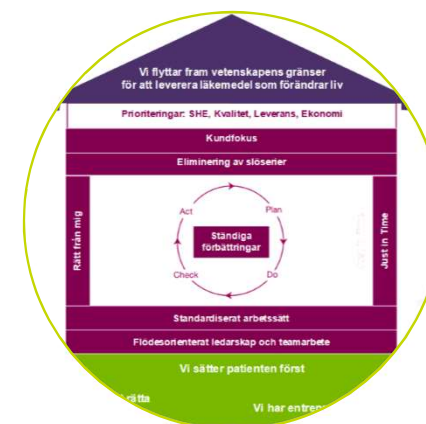 Vi flyttar fram vetenskapens gränser
för att leverera läkemedel som förändrar liv
Prioriteringar: SHE, Kvalitet, Leverans, Ekonomi
Kundfokus
Eliminering av slöserier
Rätt från mig
Act
Plan
Ständiga
förbättringar
Check
Do
Just in Time
Standardiserat arbetssätt
Flödesorienterat ledarskap och teamarbete
Vi sätter patienten först
rätta
Vi har